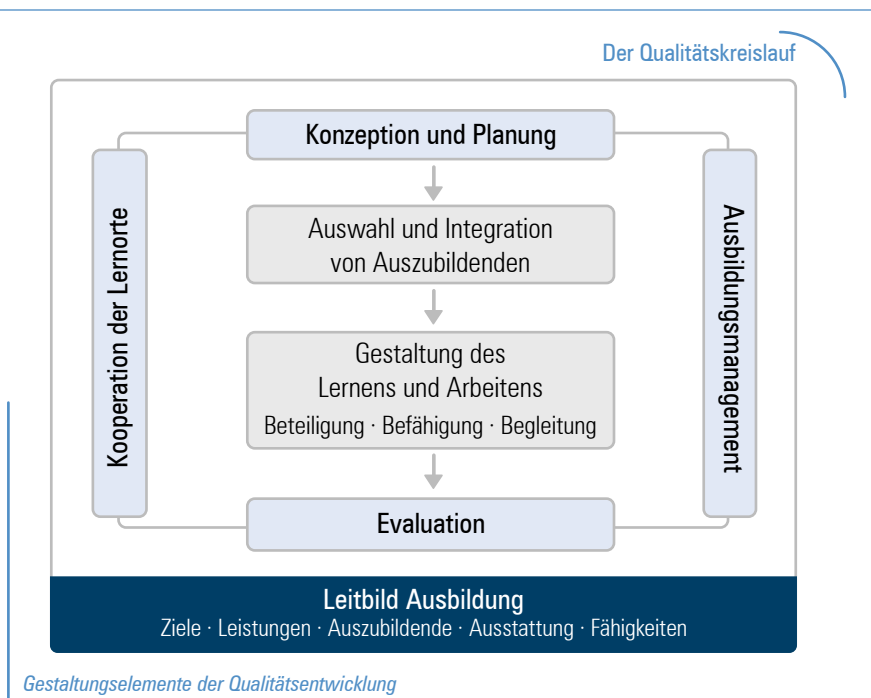 Der Qualitätskreislauf
Konzeption und Planung
Kooperation der Lernorte
Auswahl und Integration
von Auszubildenden
Gestaltung des
Lernens und Arbeitens
Beteiligung · Befähigung · Begleitung
Ausbildungsmanagement
Evaluation
Leitbild Ausbildung
Ziele · Leistungen · Auszubildende · Ausstattung · Fähigkeiten
Gestaltungselemente der Qualitätsentwicklung